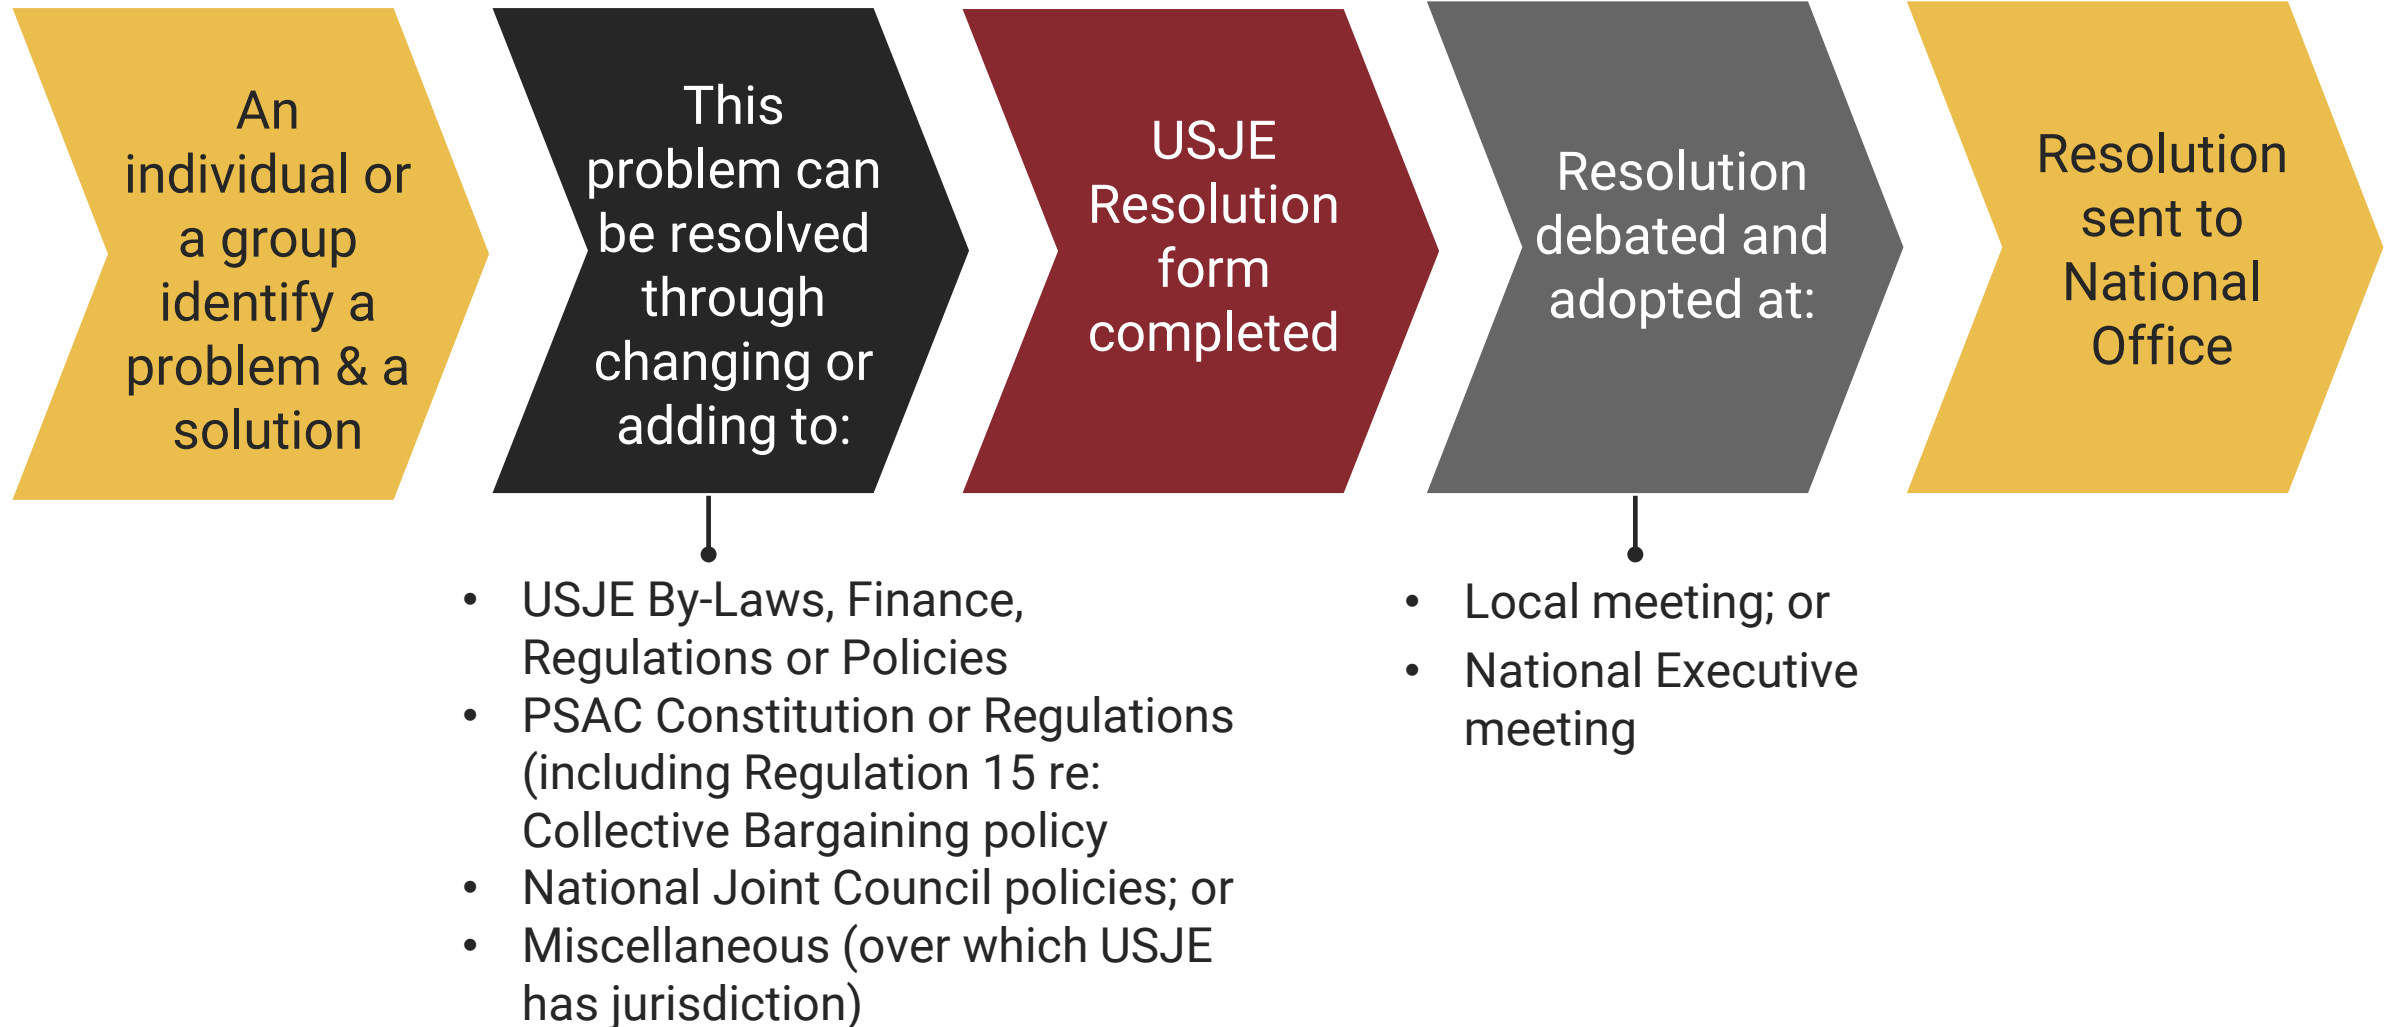 An
individual or
a group
identify a
problem & a
solution
This
problem can
be resolved
through
changing or
adding to:
USJE
Resolution
form
completed
Resolution
debated and
adopted at:
Resolution
sent to
National
Office
• USJE By-Laws, Finance,
Regulations or Policies
• PSAC Constitution or Regulations
(including Regulation 15 re:
Collective Bargaining policy
• National Joint Council policies; or
• Miscellaneous (over which USJE
has jurisdiction)
• Local meeting; or
• National Executive
meeting